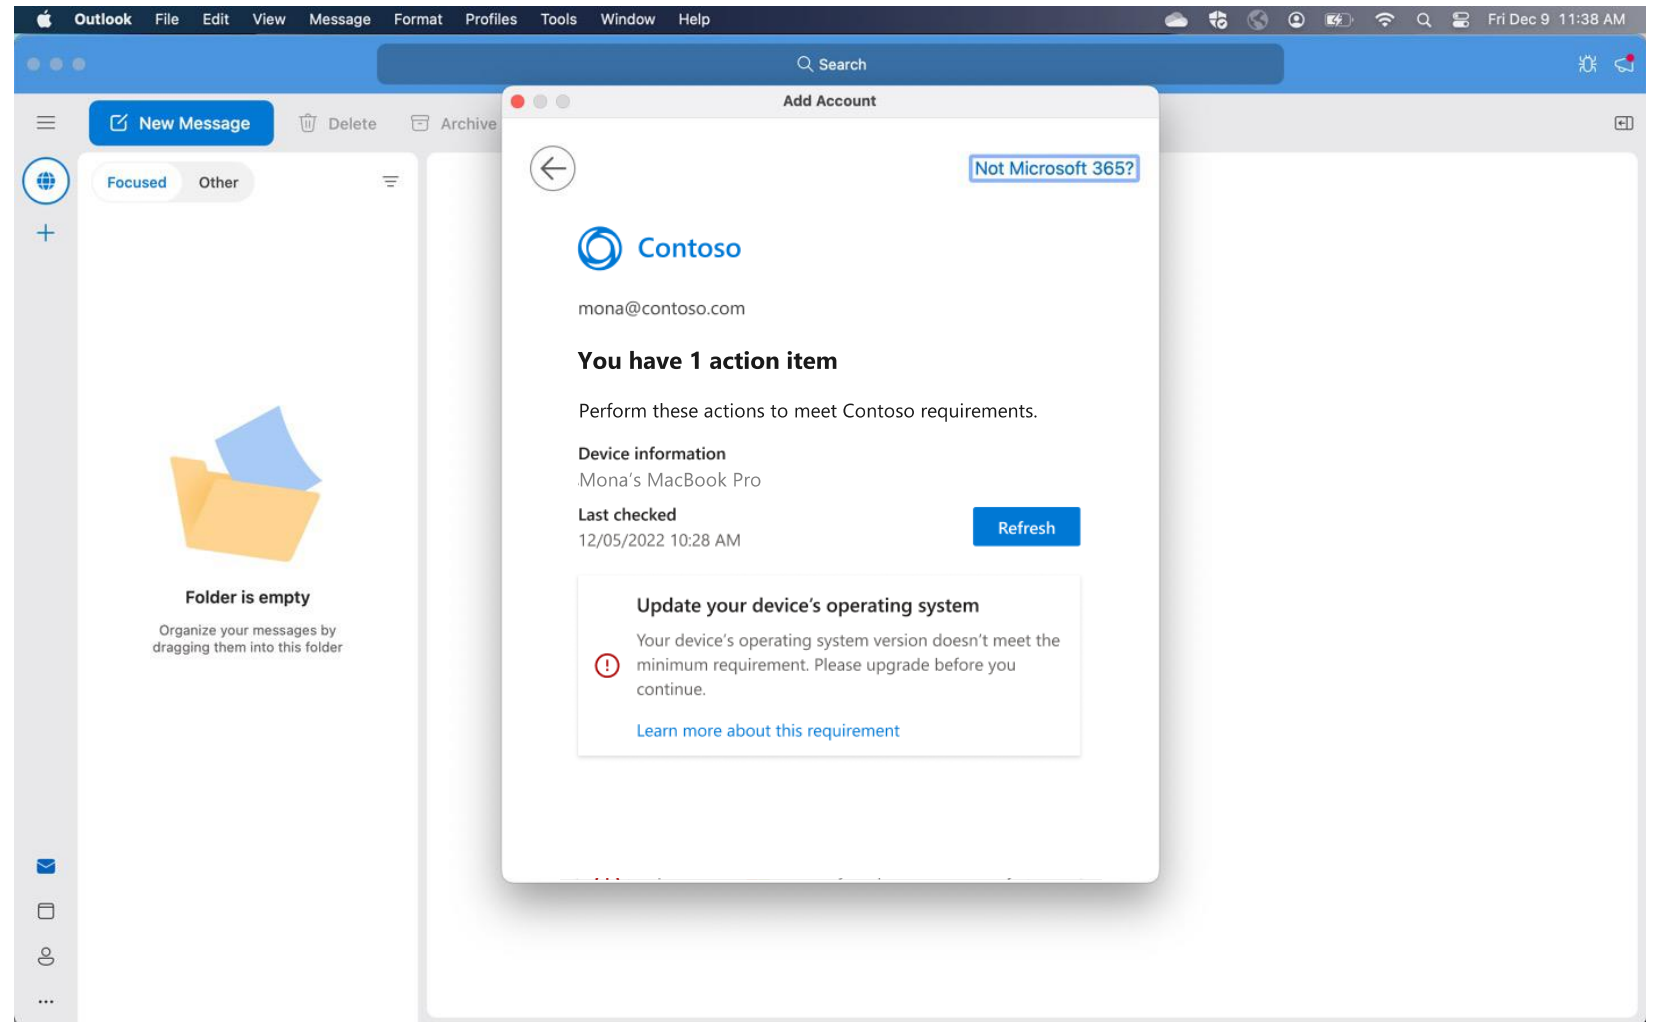 Outlook File Edit View Message Format Profiles Tools Window Help Fri Dec 9 11:38 AM
Search
Add Account
New Message Delete Archive
Not Microsoft 365?
Focused Other
Contoso
mona@contoso.com
You have 1 action item
Perform these actions to meet Contoso requirements.
Device information
Mona's MacBook Pro
Last checked
12/05/2022 10:28 AM
Refresh
Update your device's operating system
Your device's operating system version doesn't meet the
minimum requirement. Please upgrade before you
continue.
Learn more about this requirement
Folder is empty
Organize your messages by
dragging them into this folder